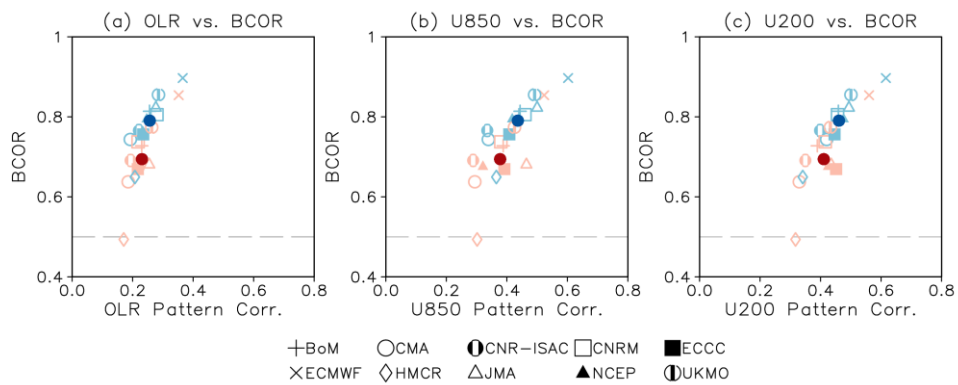 (a) OLR vs. BCOR
(b) U850 vs. BCOR
(c) U200 vs. BCOR
1
0.8
0.6
0.4
BCOR
0.0 0.2 0.4 0.6 0.8
OLR Pattern Corr.
1
0.8
0.6
0.4
BCOR
0.0 0.2 0.4 0.6 0.8
U850 Pattern Corr.
1
0.8
0.6
0.4
BCOR
0.0 0.2 0.4 0.6 0.8
U200 Pattern Corr.
BoM CMA CNR-ISAC CNRM ECCC
ECMWF HMCR JMA NCEP UKMO